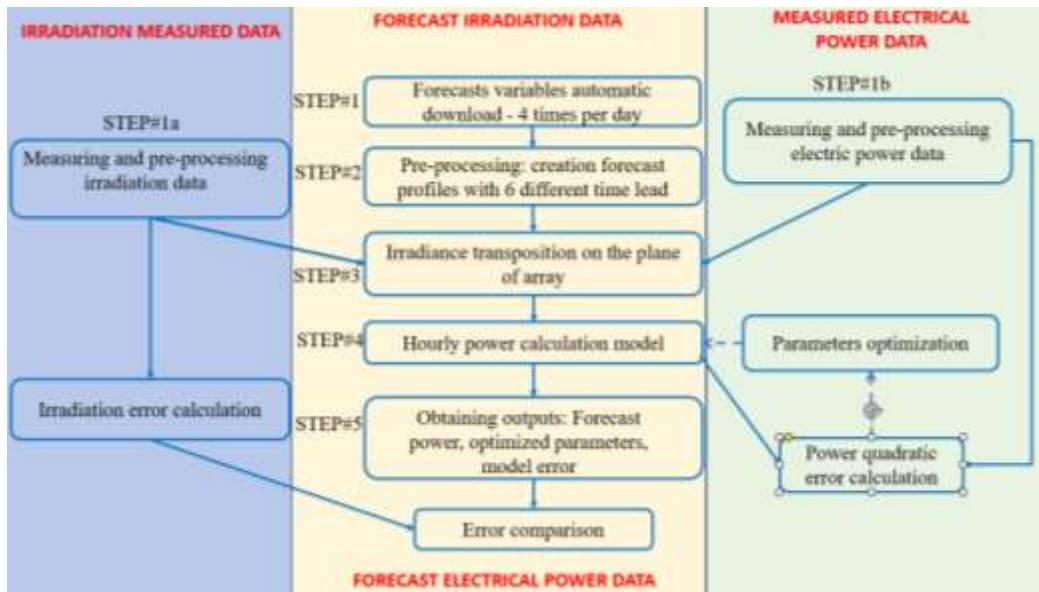 IRRADIATION MEASURED DATA
STEP#1a
Measuring and pre-processing
irradiation data
Irradiation error calculation
FORECAST IRRADIATION DATA
STEP#1
Forecasts variables automatic
download - 4 times per day
STEP#2
Pre-processing: creation forecast
profiles with 6 different time lead
STEP#3
Irradiance transposition on the plane
of array
STEP#4
Hourly power calculation model
STEP#5
Obtaining outputs: Forecast
power, optimized parameters,
model error
Error comparison
FORECAST ELECTRICAL POWER DATA
MEASURED ELECTRICAL
POWER DATA
STEP#1b
Measuring and pre-processing
electric power data
Parameters optimization
Power quadratic
error calculation